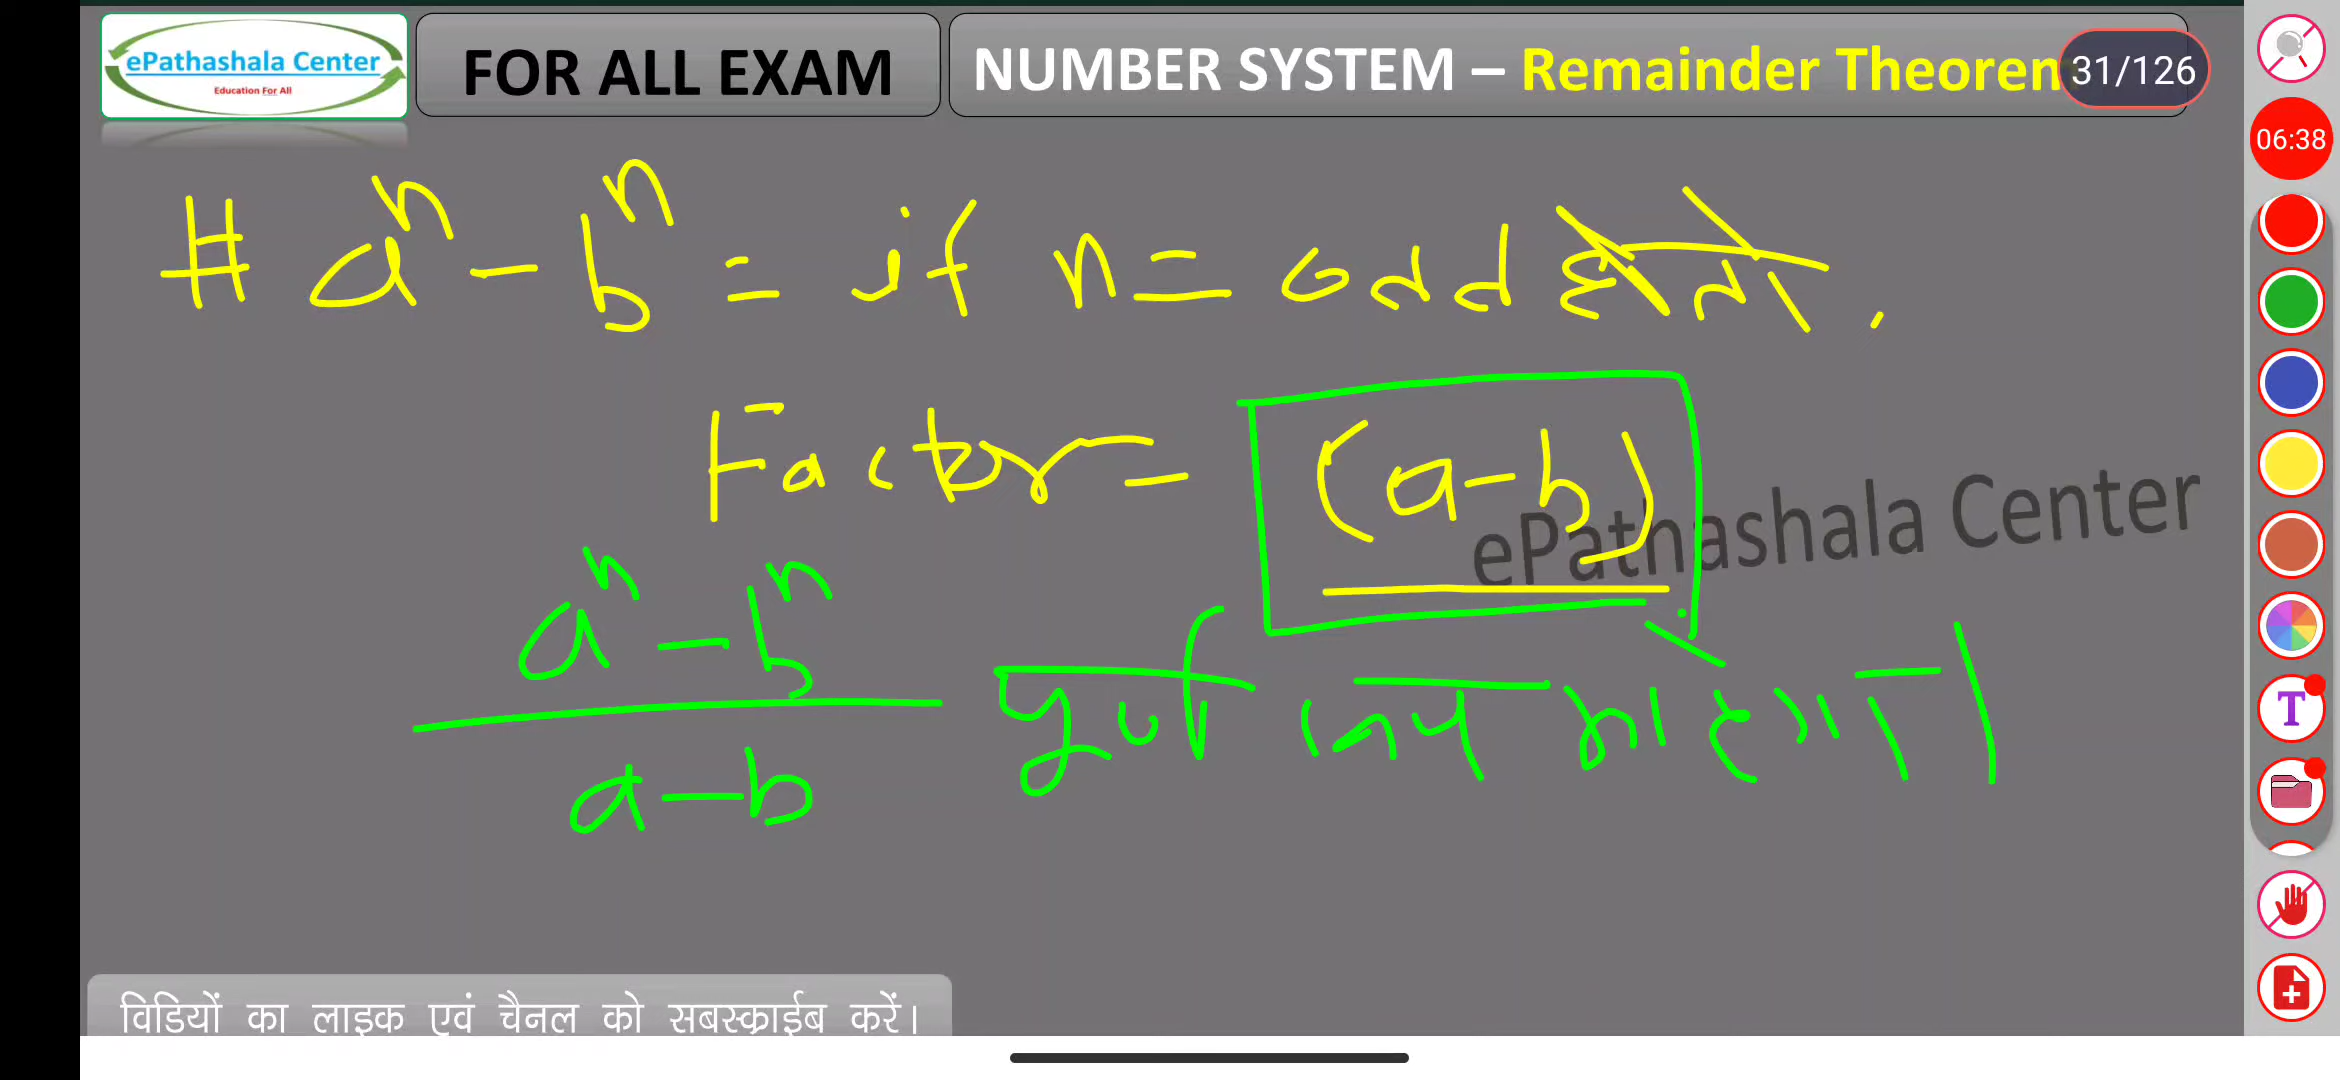 ePathashala Center
Education For All
FOR ALL EXAM
NUMBER SYSTEM – Remainder Theoren
31/126
06:38
# aⁿ - bⁿ = if n = odd
Factor = (a-b)
ePathashala Center
aⁿ - bⁿ
a - b
पूर्ण
T
विडियों का लाइक एवं चैनल को सबस्क्राईब करें।